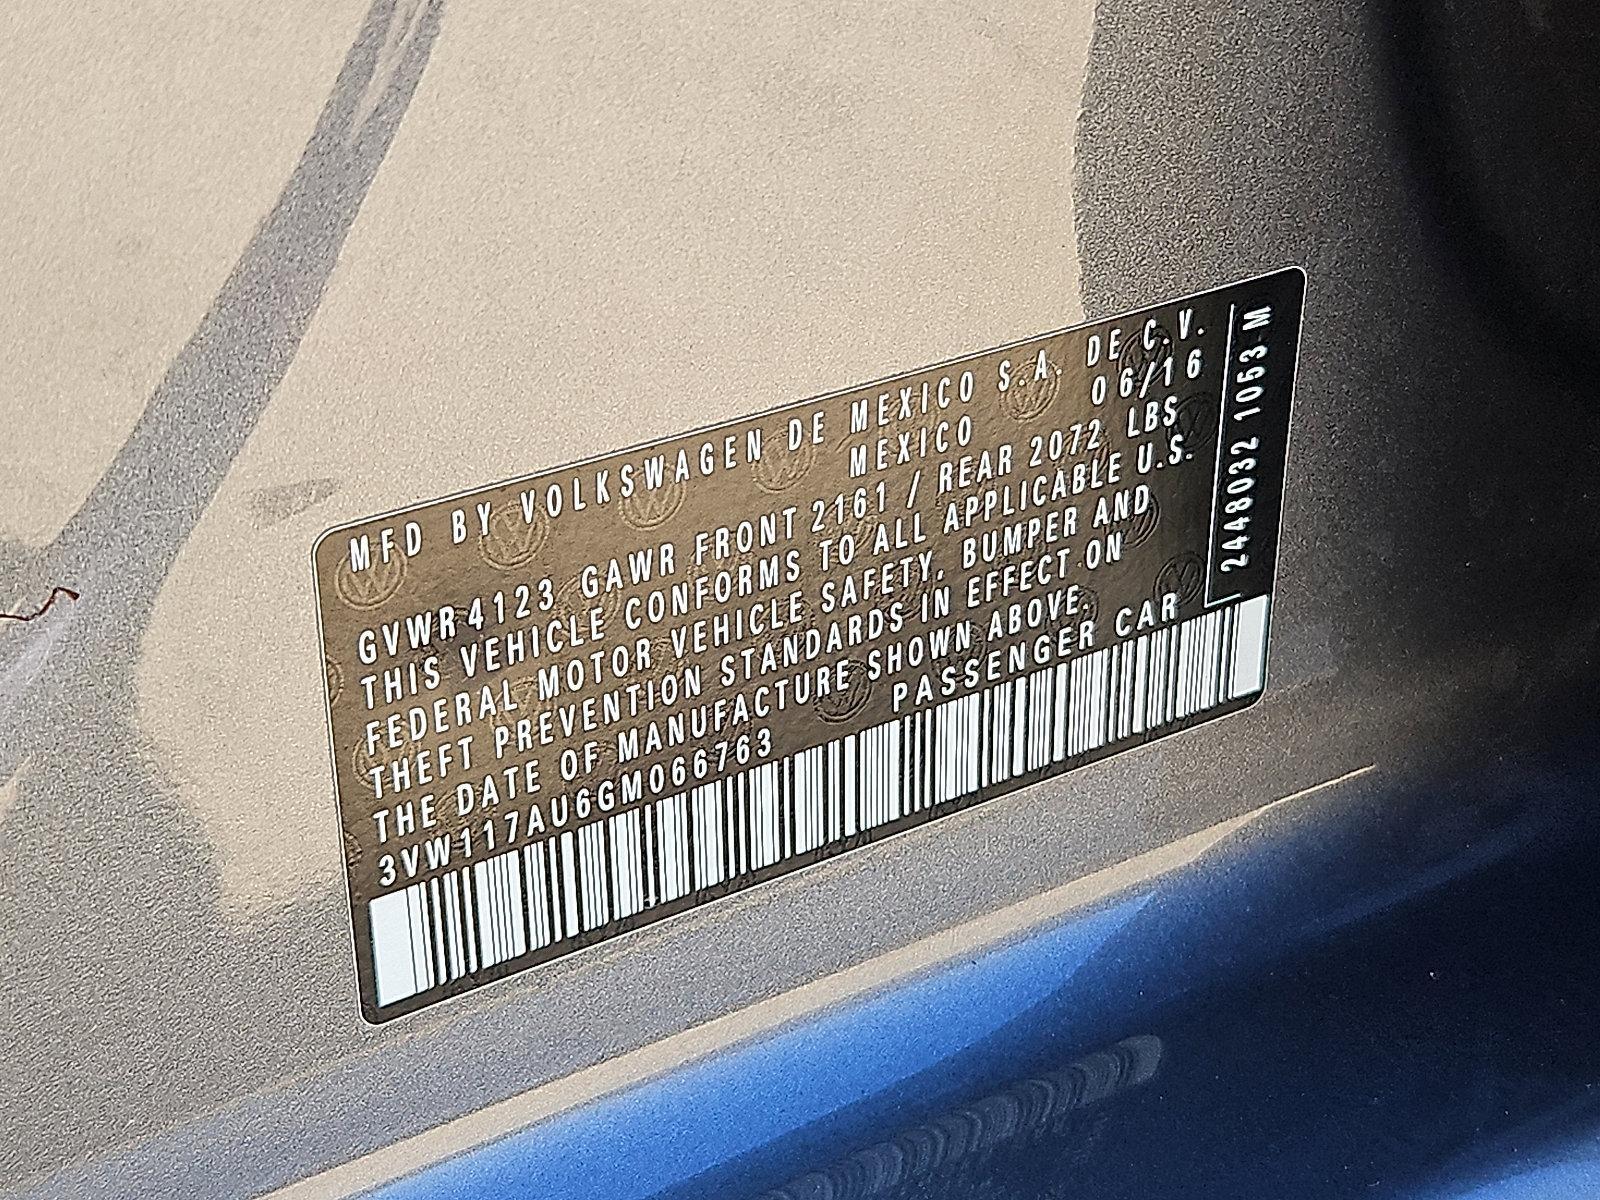 MFD BY VOLKSWAGEN DE MEXICO S.A. DE C.V.
MEXICO 06/16
GVWR 4123 GAWR FRONT 2161 / REAR 2072 LBS
THIS VEHICLE CONFORMS TO ALL APPLICABLE U.S.
FEDERAL MOTOR VEHICLE SAFETY, BUMPER AND
THEFT PREVENTION STANDARDS IN EFFECT ON
THE DATE OF MANUFACTURE SHOWN ABOVE.
3VW117AU6GM066763 PASSENGER CAR
2448032 1053 M